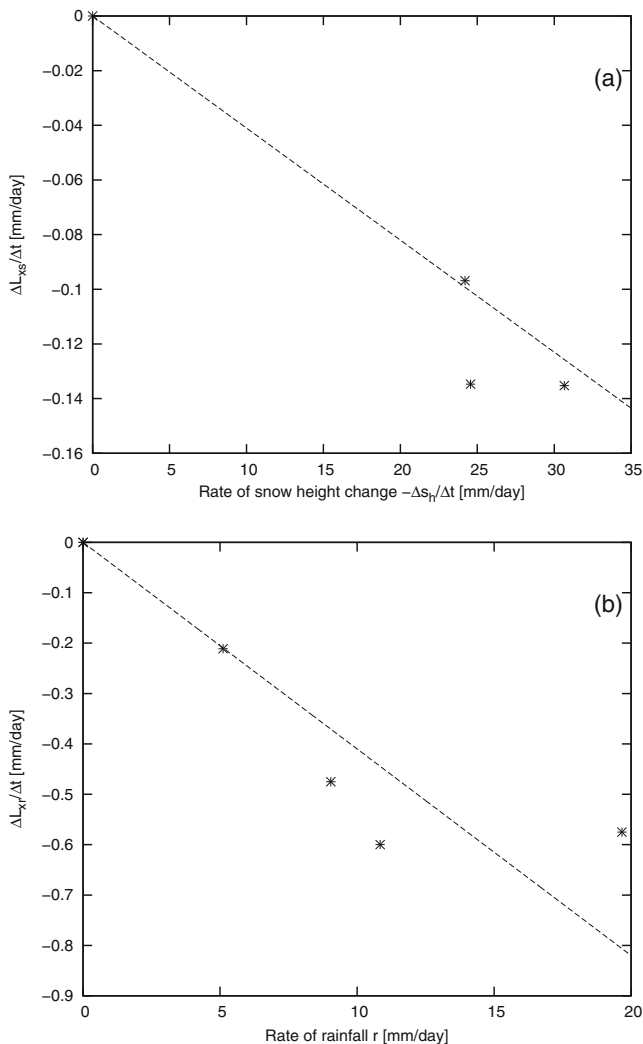 0
-0.02
-0.04
-0.06
-0.08
-0.1
-0.12
-0.14
-0.16
ΔLxs/Δt [mm/day]
(a)
0 5 10 15 20 25 30 35
Rate of snow height change -Δsh/Δt [mm/day]
0
-0.1
-0.2
-0.3
-0.4
-0.5
-0.6
-0.7
-0.8
-0.9
ΔLxr/Δt [mm/day]
(b)
0 5 10 15 20
Rate of rainfall r [mm/day]